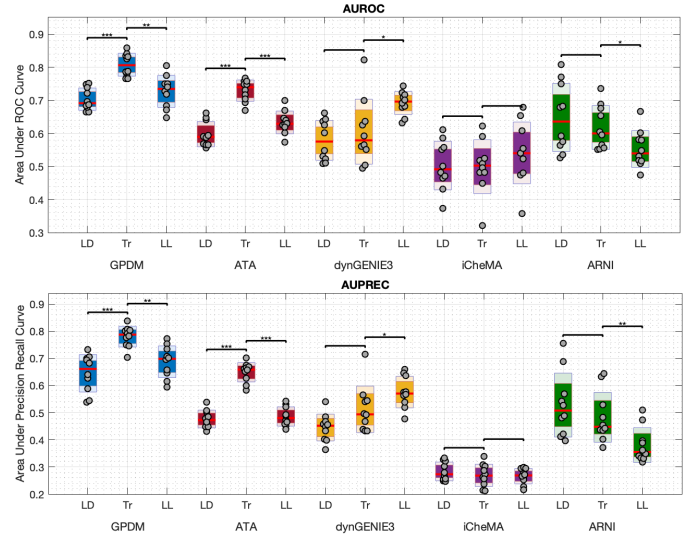 AUROC
Area Under ROC Curve
0.9
0.8
0.7
0.6
0.5
0.4
0.3
*** ** *** *** * *
LD Tr LL LD Tr LL LD Tr LL LD Tr LL LD Tr LL
GPDM ATA dynGENIE3 iCheMA ARNI
AUPREC
Area Under Precision Recall Curve
0.9
0.8
0.7
0.6
0.5
0.4
0.3
0.2
*** ** *** *** * **
LD Tr LL LD Tr LL LD Tr LL LD Tr LL LD Tr LL
GPDM ATA dynGENIE3 iCheMA ARNI